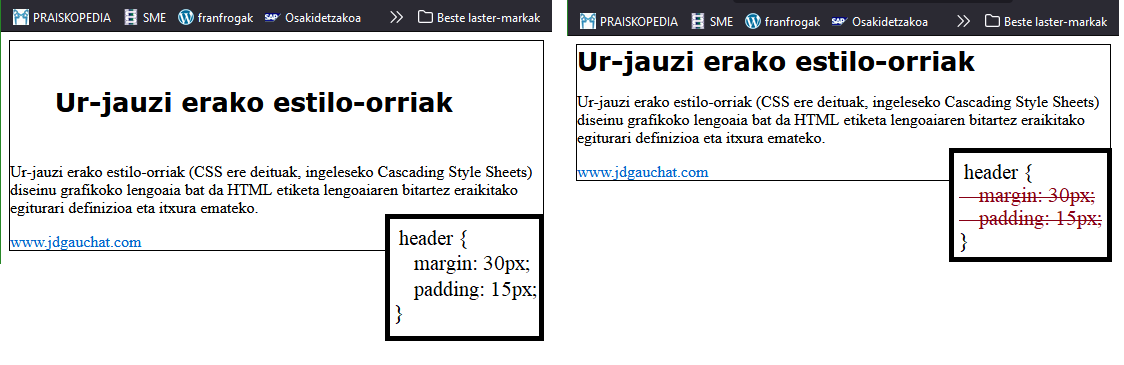 PRAISKOPEDIA SME franfrogak SAP Osakidetzakoa Beste laster-markak
Ur-jauzi erako estilo-orriak
Ur-jauzi erako estilo-orriak (CSS ere deituak, ingeleseko Cascading Style Sheets)
diseinu grafikoko lengoaia bat da HTML etiketa lengoaiaren bitartez eraikitako
egiturari definizioa eta itxura emateko.
www.jdgauchat.com
header {
margin: 30px;
padding: 15px;
}
PRAISKOPEDIA SME franfrogak SAP Osakidetzakoa Beste laster-markak
Ur-jauzi erako estilo-orriak
Ur-jauzi erako estilo-orriak (CSS ere deituak, ingeleseko Cascading Style Sheets)
diseinu grafikoko lengoaia bat da HTML etiketa lengoaiaren bitartez eraikitako
egiturari definizioa eta itxura emateko.
www.jdgauchat.com
header {
margin: 30px;
padding: 15px;
}